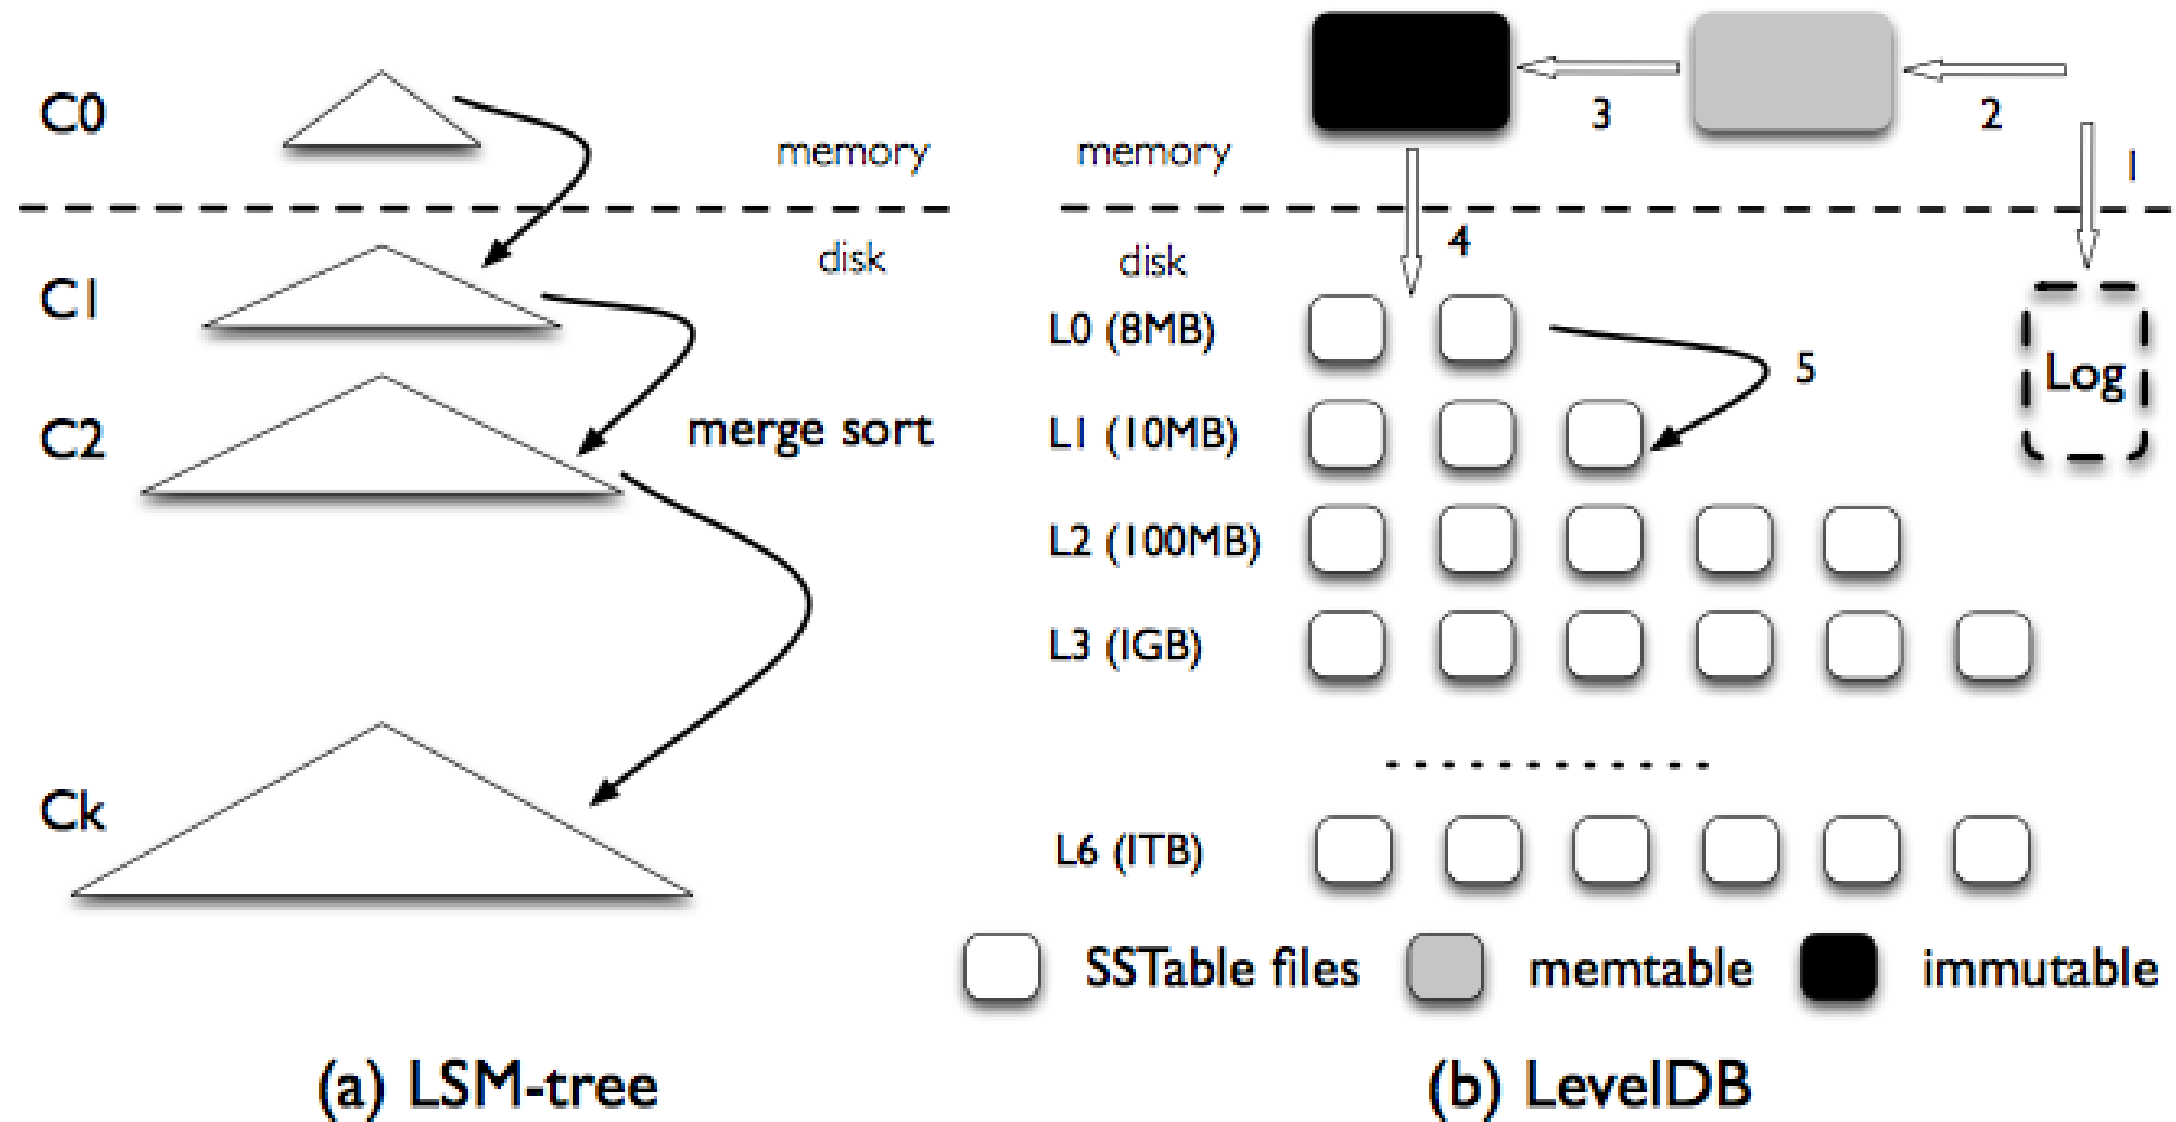 C0
memory
disk
C1
C2
merge sort
Ck
(a) LSM-tree
3
2
memory
1
4
disk
L0 (8MB)
5
Log
L1 (10MB)
L2 (100MB)
L3 (1GB)
L6 (1TB)
SSTable files
memtable
immutable
(b) LevelDB